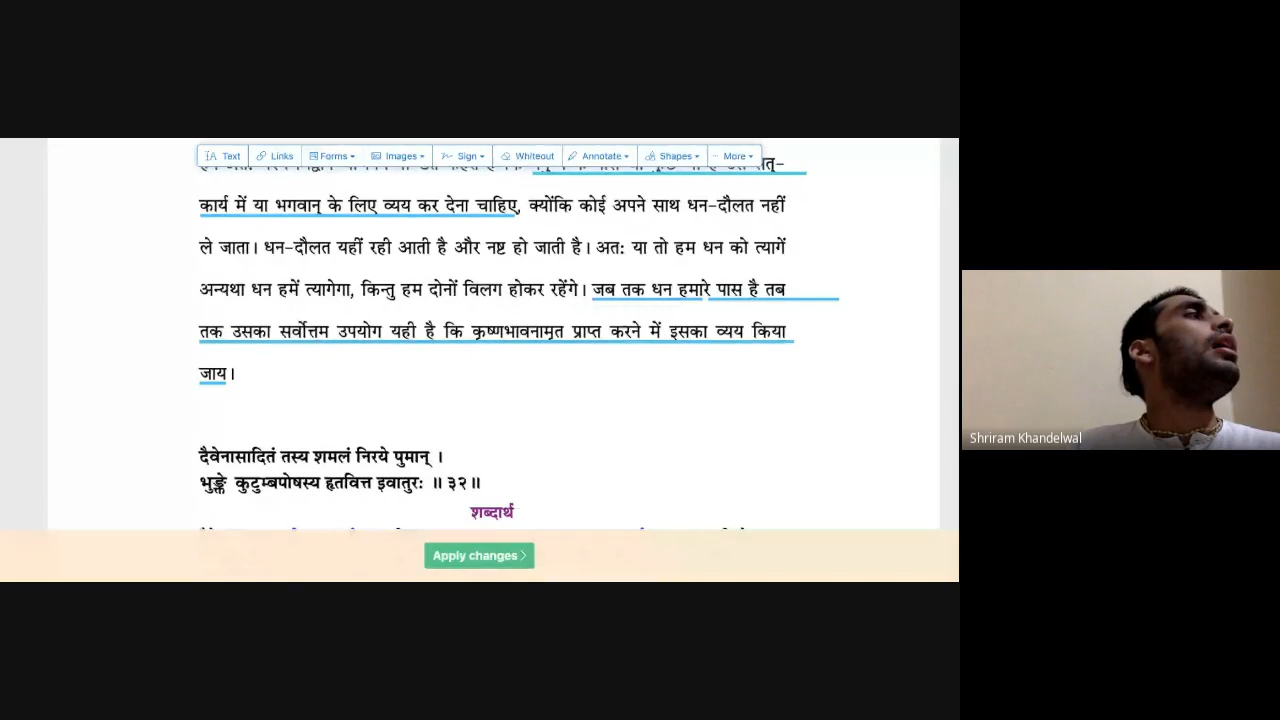 Text Links Forms Images Sign Whiteout Annotate Shapes More
कार्य में या भगवान् के लिए व्यय कर देना चाहिए, क्योंकि कोई अपने साथ धन-दौलत नहीं
ले जाता। धन-दौलत यहीं रही आती है और नष्ट हो जाती है। अतः या तो हम धन को त्यागें
अन्यथा धन हमें त्यागेगा, किन्तु हम दोनों विलग होकर रहेंगे। जब तक धन हमारे पास है तब
तक उसका सर्वोत्तम उपयोग यही है कि कृष्णभावनामृत प्राप्त करने में इसका व्यय किया
जाय।
दैवेनासादितं तस्य शमलं निरये पुमान् ।
भुङ्क्ते कुटुम्बपोषस्य हृतवित्त इवातुरः ॥ ३२॥
शब्दार्थ
Apply changes
Shriram Khandelwal